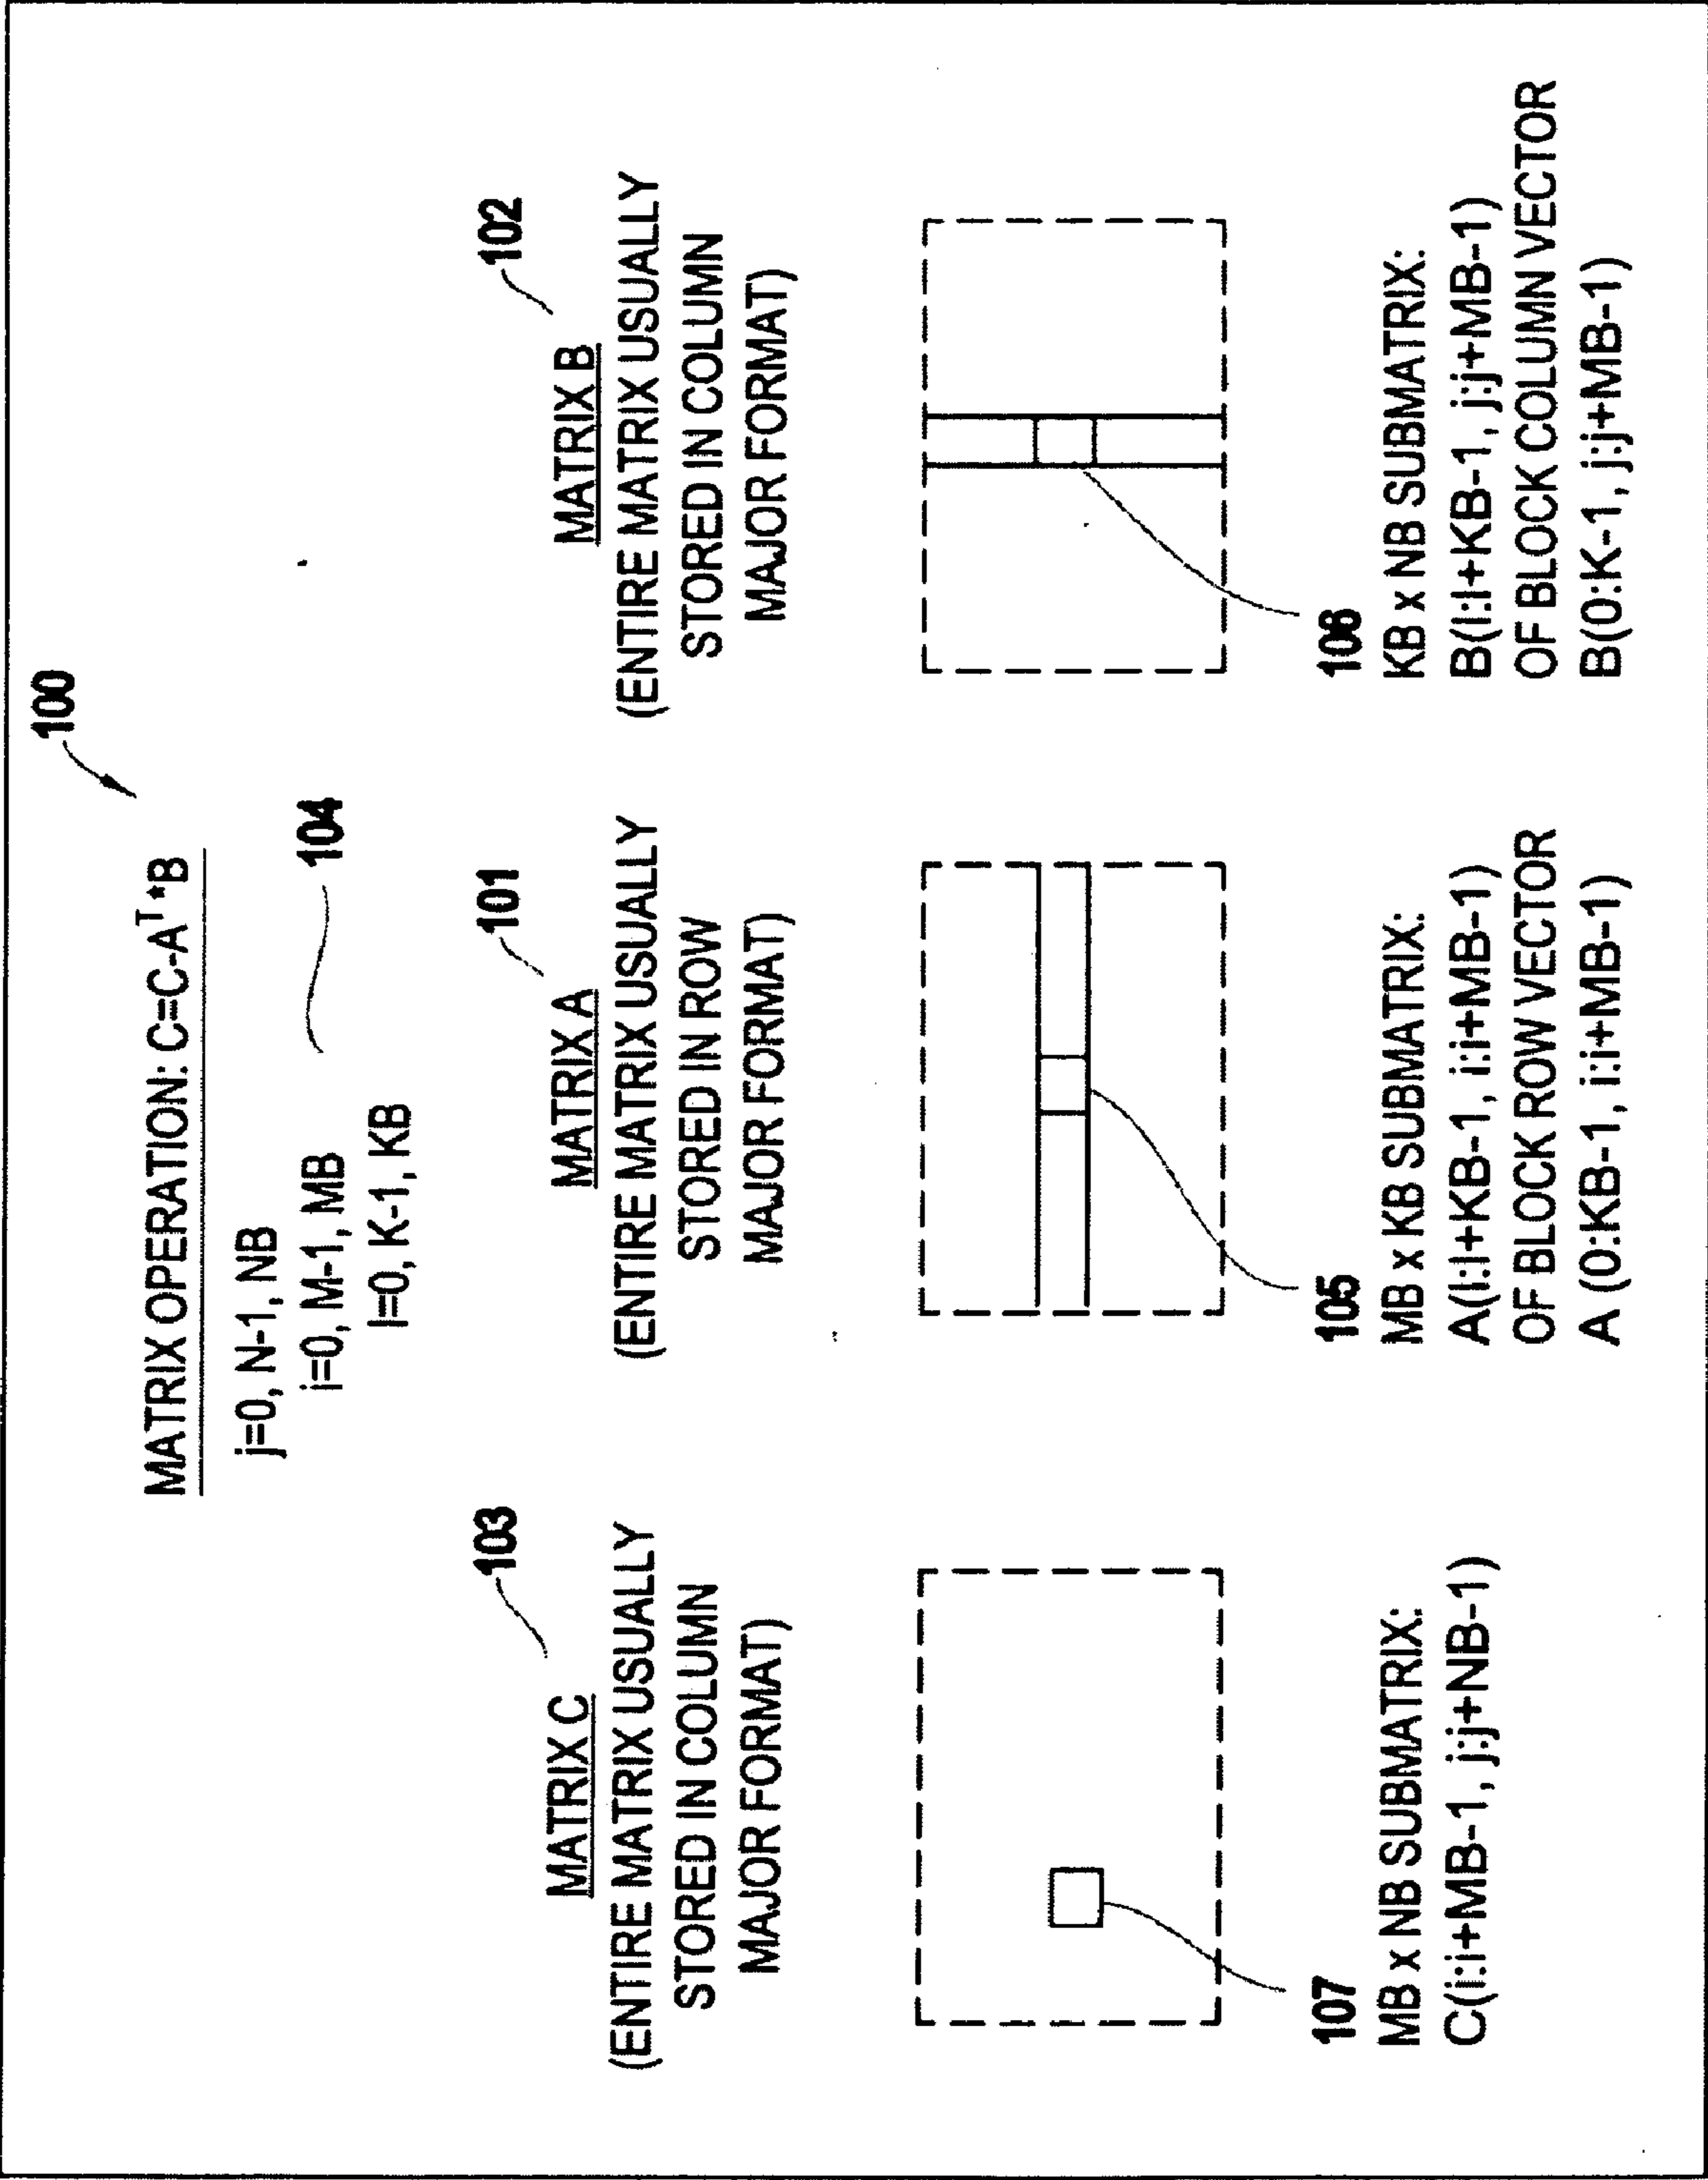 100
MATRIX OPERATION: C=C-Aᵀ*B
j=0, N-1, NB
i=0, M-1, MB
l=0, K-1, KB
104
103
MATRIX C
(ENTIRE MATRIX USUALLY
STORED IN COLUMN
MAJOR FORMAT)
107
MB x NB SUBMATRIX:
C(i:i+MB-1, j:j+NB-1)
101
MATRIX A
(ENTIRE MATRIX USUALLY
STORED IN ROW
MAJOR FORMAT)
105
MB x KB SUBMATRIX:
A(l:l+KB-1, i:i+MB-1)
OF BLOCK ROW VECTOR
A (0:KB-1, i:i+MB-1)
102
MATRIX B
(ENTIRE MATRIX USUALLY
STORED IN COLUMN
MAJOR FORMAT)
106
KB x NB SUBMATRIX:
B(l:l+KB-1, j:j+MB-1)
OF BLOCK COLUMN VECTOR
B(0:K-1, j:j+MB-1)